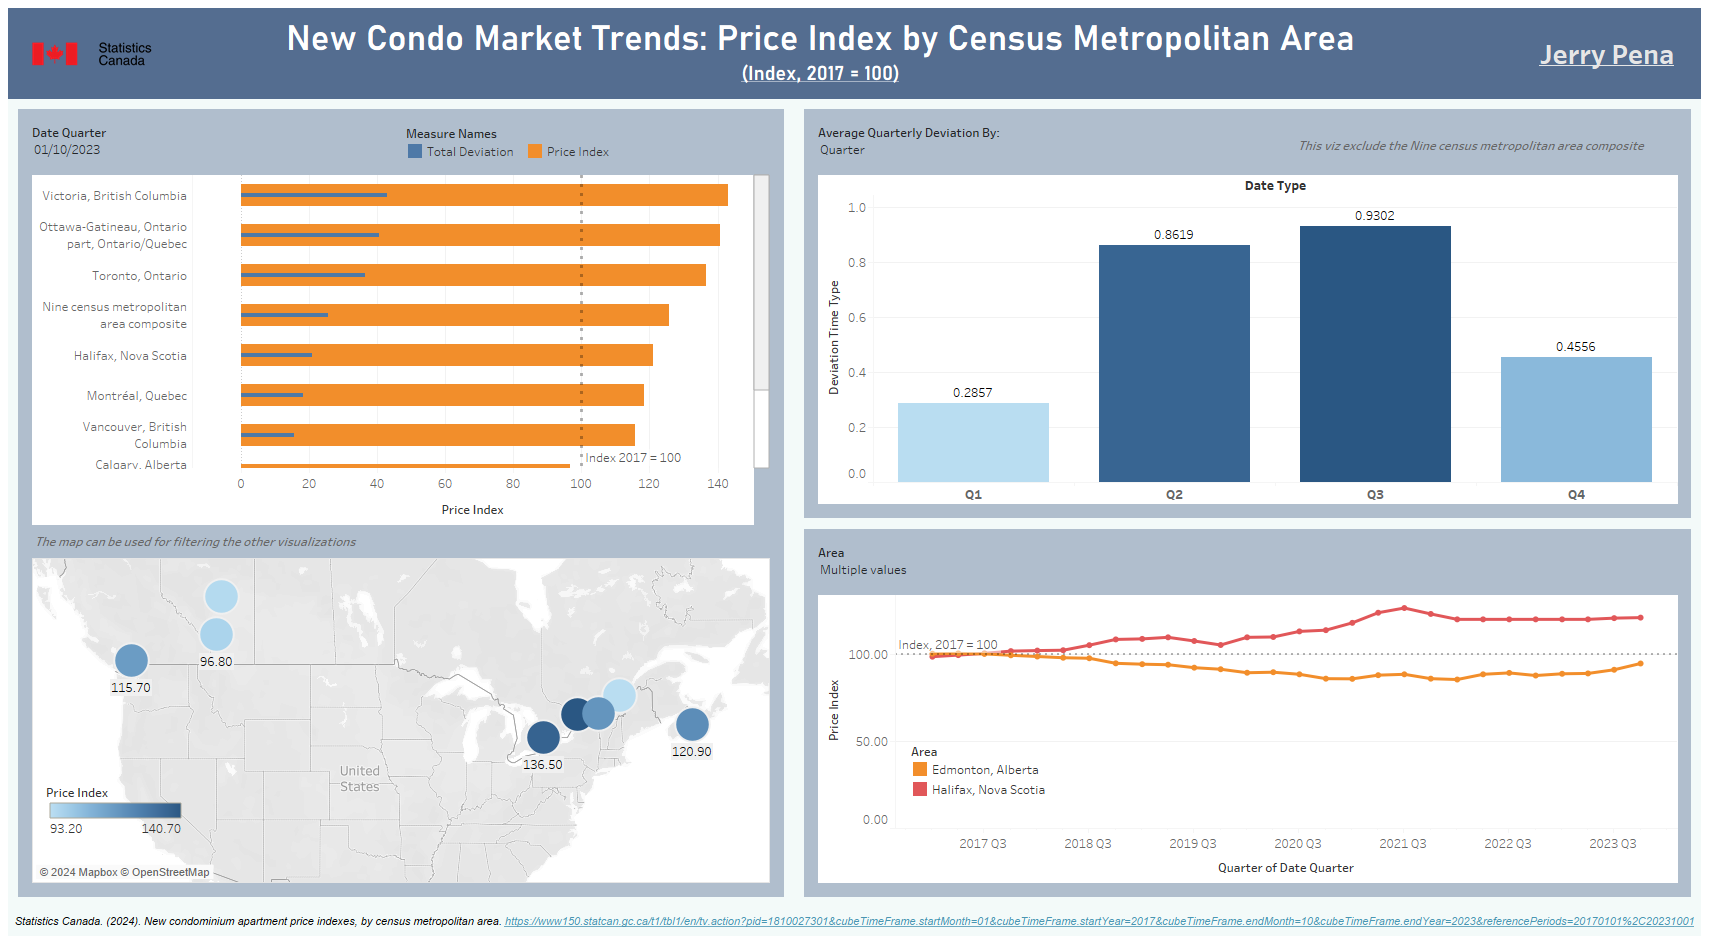 Statistics
Canada
New Condo Market Trends: Price Index by Census Metropolitan Area
(Index, 2017 = 100)
Jerry Pena
Date Quarter
01/10/2023
Measure Names
Total Deviation
Price Index
Victoria, British Columbia
Ottawa-Gatineau, Ontario
part, Ontario/Quebec
Toronto, Ontario
Nine census metropolitan
area composite
Halifax, Nova Scotia
Montréal, Quebec
Vancouver, British
Columbia
Calgary, Alberta
Index 2017 = 100
0 20 40 60 80 100 120 140
Price Index
The map can be used for filtering the other visualizations
96.80
115.70
120.90
136.50
United
States
Price Index
93.20 140.70
© 2024 Mapbox © OpenStreetMap
Average Quarterly Deviation By:
Quarter
This viz exclude the Nine census metropolitan area composite
Date Type
Deviation Time Type
1.0
0.8
0.6
0.4
0.2
0.0
0.2857
0.8619
0.9302
0.4556
Q1 Q2 Q3 Q4
Area
Multiple values
Index, 2017 = 100
Price Index
100.00
50.00
0.00
Area
Edmonton, Alberta
Halifax, Nova Scotia
2017 Q3 2018 Q3 2019 Q3 2020 Q3 2021 Q3 2022 Q3 2023 Q3
Quarter of Date Quarter
Statistics Canada. (2024). New condominium apartment price indexes, by census metropolitan area. https://www150.statcan.gc.ca/t1/tbl1/en/tv.action?pid=1810027301&cubeTimeFrame.startMonth=01&cubeTimeFrame.startYear=2017&cubeTimeFrame.endMonth=10&cubeTimeFrame.endYear=2023&referencePeriods=20170101%2C20231001